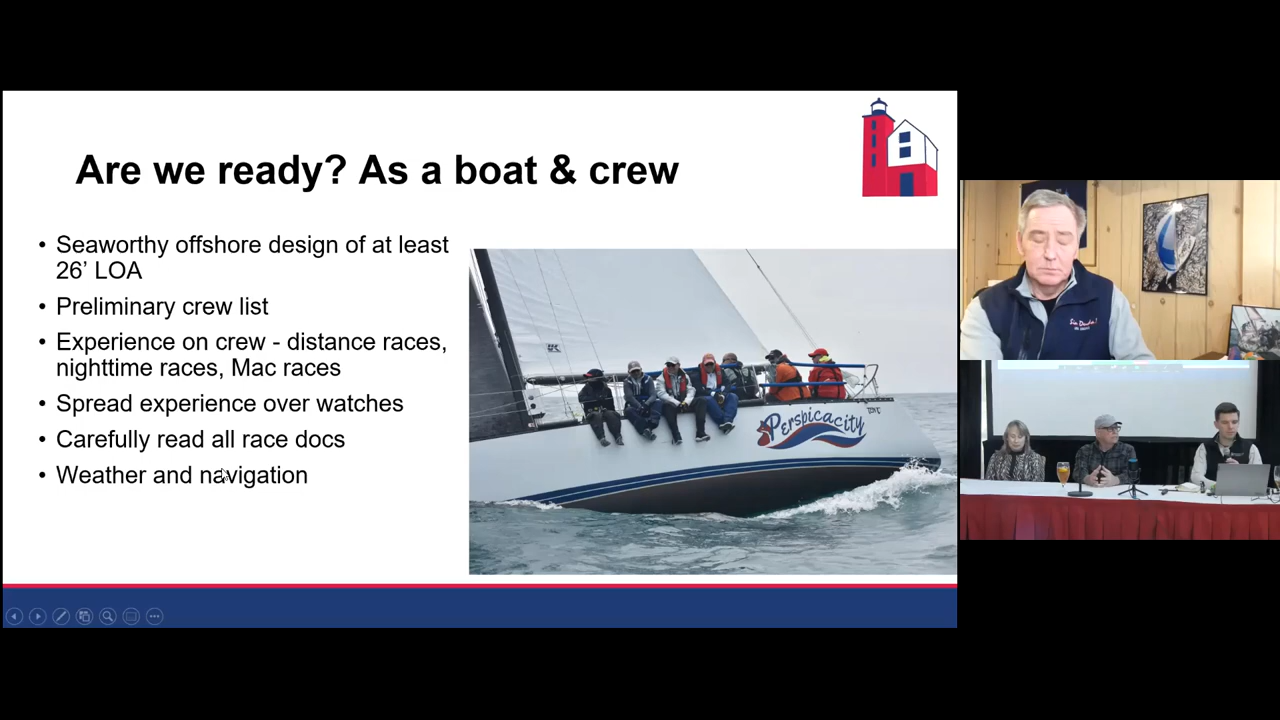 Are we ready? As a boat & crew
• Seaworthy offshore design of at least
26’ LOA
• Preliminary crew list
• Experience on crew - distance races,
nighttime races, Mac races
• Spread experience over watches
• Carefully read all race docs
• Weather and navigation
Perspicacity